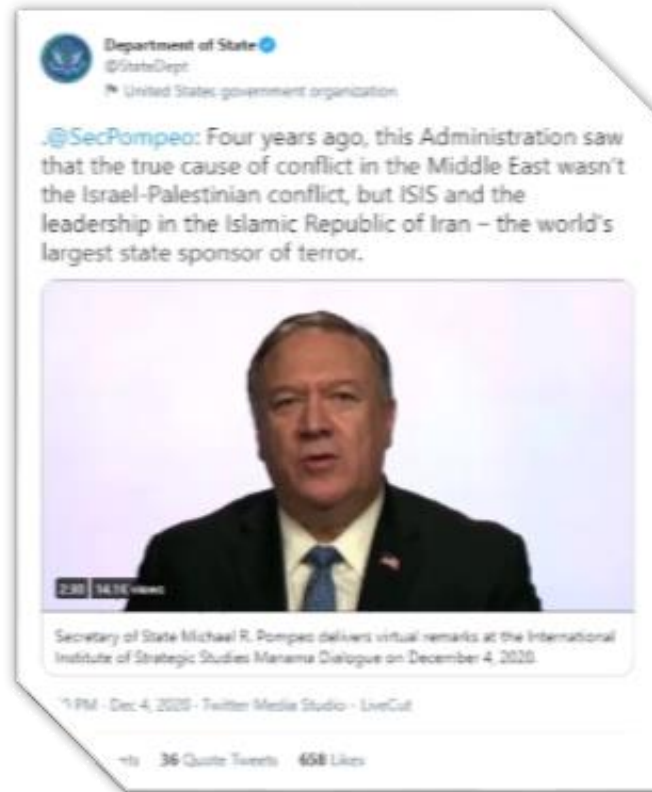 Department of State
@StateDept
United States government organization
.@SecPompeo: Four years ago, this Administration saw
that the true cause of conflict in the Middle East wasn't
the Israel-Palestinian conflict, but ISIS and the
leadership in the Islamic Republic of Iran – the world's
largest state sponsor of terror.
2:30 views
Secretary of State Michael R. Pompeo delivers virtual remarks at the International
Institute of Strategic Studies Manama Dialogue on December 4, 2020.
PM · Dec 4, 2020 · Twitter Media Studio - LiveCut
36 Quote Tweets 658 Likes